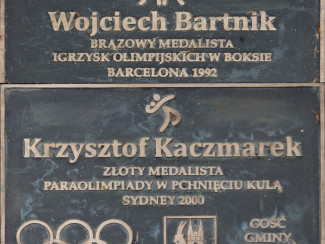 Wojciech Bartnik
BRĄZOWY MEDALISTA
IGRZYSK OLIMPIJSKICH W BOKSIE
BARCELONA 1992
Krzysztof Kaczmarek
ZŁOTY MEDALISTA
PARAOLIMPIADY W PCHNIĘCIU KULĄ
SYDNEY 2000
GOŚĆ
GMINY